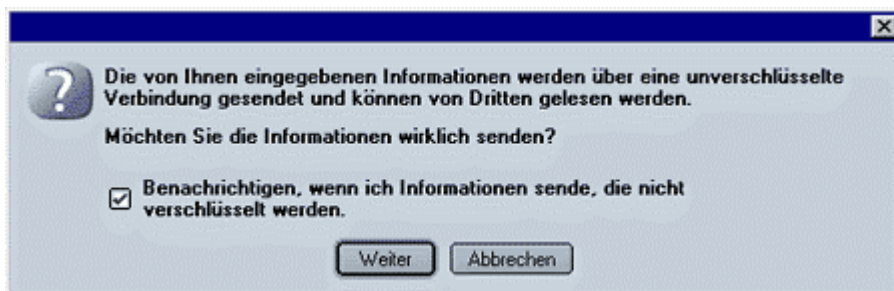 Die von Ihnen eingegebenen Informationen werden über eine unverschlüsselte
Verbindung gesendet und können von Dritten gelesen werden.
Möchten Sie die Informationen wirklich senden?
Benachrichtigen, wenn ich Informationen sende, die nicht
verschlüsselt werden.
Weiter Abbrechen